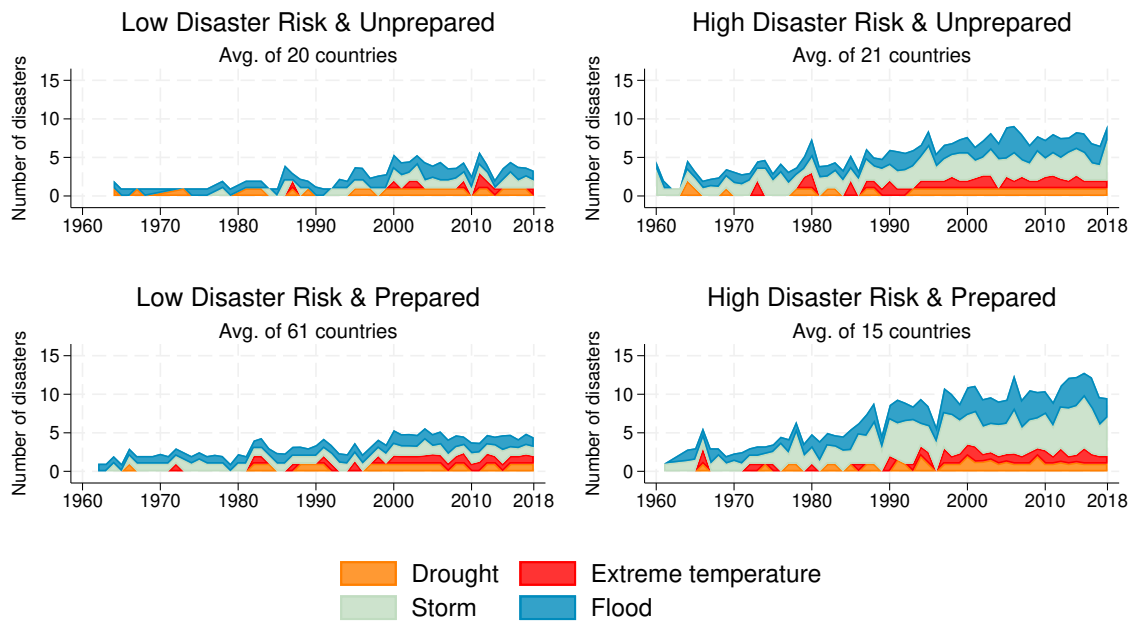 Low Disaster Risk & Unprepared
Avg. of 20 countries
Number of disasters
15
10
5
0
1960 1970 1980 1990 2000 2010 2018
High Disaster Risk & Unprepared
Avg. of 21 countries
Number of disasters
15
10
5
0
1960 1970 1980 1990 2000 2010 2018
Low Disaster Risk & Prepared
Avg. of 61 countries
Number of disasters
15
10
5
0
1960 1970 1980 1990 2000 2010 2018
High Disaster Risk & Prepared
Avg. of 15 countries
Number of disasters
15
10
5
0
1960 1970 1980 1990 2000 2010 2018
Drought Extreme temperature
Storm Flood